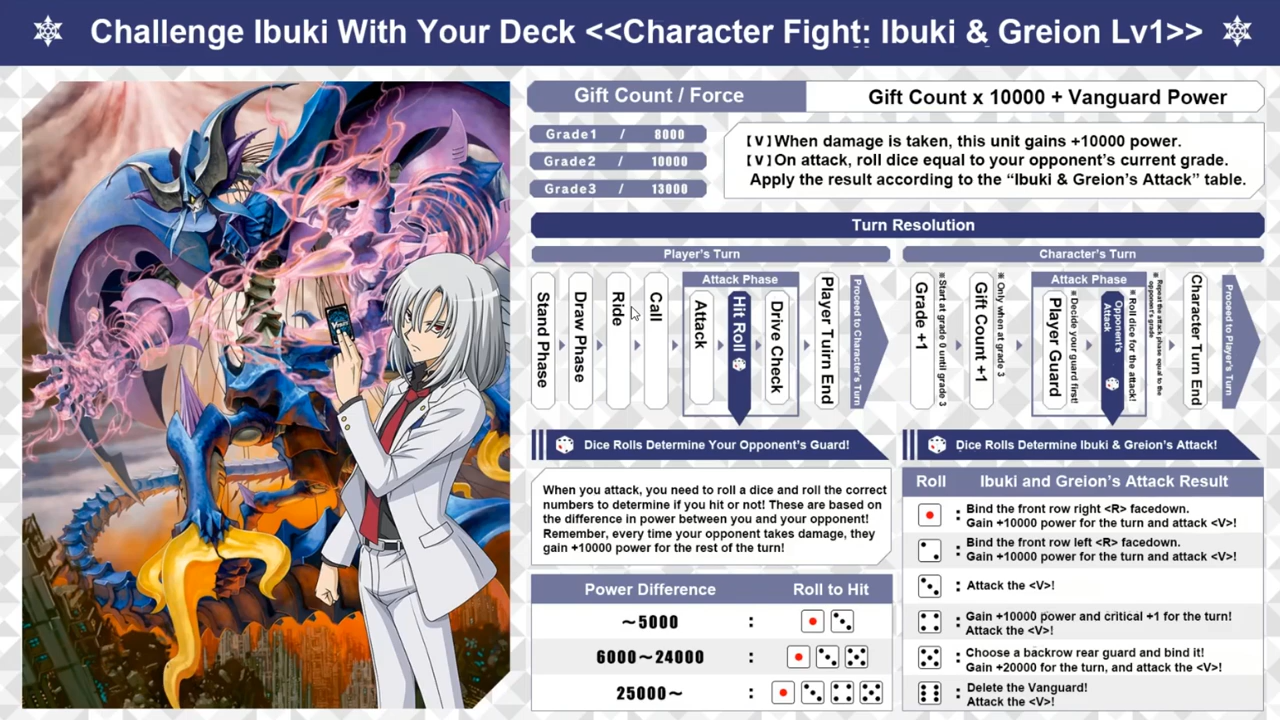 Challenge Ibuki With Your Deck <<Character Fight: Ibuki & Greion Lv1>>
Gift Count / Force
Gift Count x 10000 + Vanguard Power
Grade1 / 8000
Grade2 / 10000
Grade3 / 13000
[V]When damage is taken, this unit gains +10000 power.
[V]On attack, roll dice equal to your opponent's current grade.
Apply the result according to the “Ibuki & Greion's Attack” table.
Turn Resolution
Player's Turn
Stand Phase
Draw Phase
Ride
Call
Attack Phase
Attack
Hit Roll
Drive Check
Player Tuirn End
Proceed to Character's Turn
Character's Turn
Grade +1
※Start at grade 0 until grade 3
Gift Count +1
※Only when at grade 3
Attack Phase
Player Guard
※Decide your guard first!
Opponent's
Attack
※Roll dice for the attack!
※Repeat the attack phase equal to the
opponent's grade
Character Turn End
Proceed to Player's Turn
Dice Rolls Determine Your Opponent's Guard!
When you attack, you need to roll a dice and roll the correct
numbers to determine if you hit or not! These are based on
the difference in power between you and your opponent!
Remember, every time your opponent takes damage, they
gain +10000 power for the rest of the turn!
Power Difference Roll to Hit
~5000 :
6000~24000 :
25000~ :
Dice Rolls Determine Ibuki & Greion's Attack!
Roll Ibuki and Greion's Attack Result
: Bind the front row right <R> facedown.
Gain +10000 power for the turn and attack <V>!
: Bind the front row left <R> facedown.
Gain +10000 power for the turn and attack <V>!
: Attack the <V>!
: Gain +10000 power and critical +1 for the turn!
Attack the <V>!
: Choose a backrow rear guard and bind it!
Gain +20000 for the turn, and attack the <V>!
: Delete the Vanguard!
Attack the <V>!